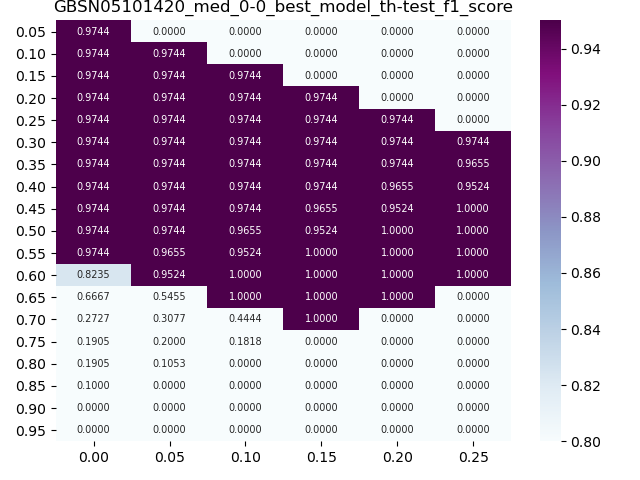 GBSN05101420_med_0-0_best_model_th-test_f1_score
0.05 0.9744 0.0000 0.0000 0.0000 0.0000 0.0000
0.10 0.9744 0.9744 0.0000 0.0000 0.0000 0.0000
0.15 0.9744 0.9744 0.9744 0.0000 0.0000 0.0000
0.20 0.9744 0.9744 0.9744 0.9744 0.0000 0.0000
0.25 0.9744 0.9744 0.9744 0.9744 0.9744 0.0000
0.30 0.9744 0.9744 0.9744 0.9744 0.9744 0.9744
0.35 0.9744 0.9744 0.9744 0.9744 0.9744 0.9655
0.40 0.9744 0.9744 0.9744 0.9744 0.9655 0.9524
0.45 0.9744 0.9744 0.9744 0.9655 0.9524 1.0000
0.50 0.9744 0.9744 0.9655 0.9524 1.0000 1.0000
0.55 0.9744 0.9655 0.9524 1.0000 1.0000 1.0000
0.60 0.8235 0.9524 1.0000 1.0000 1.0000 1.0000
0.65 0.6667 0.5455 1.0000 1.0000 1.0000 0.0000
0.70 0.2727 0.3077 0.4444 1.0000 0.0000 0.0000
0.75 0.1905 0.2000 0.1818 0.0000 0.0000 0.0000
0.80 0.1905 0.1053 0.0000 0.0000 0.0000 0.0000
0.85 0.1000 0.0000 0.0000 0.0000 0.0000 0.0000
0.90 0.0000 0.0000 0.0000 0.0000 0.0000 0.0000
0.95 0.0000 0.0000 0.0000 0.0000 0.0000 0.0000
0.00 0.05 0.10 0.15 0.20 0.25
0.94
0.92
0.90
0.88
0.86
0.84
0.82
0.80